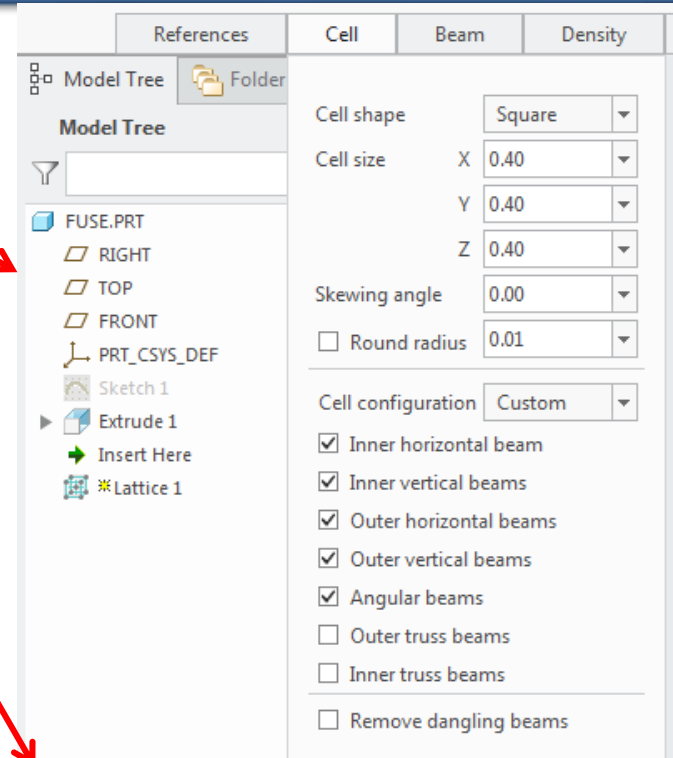 References Cell Beam Density
Model Tree Folder
Model Tree
FUSE.PRT
RIGHT
TOP
FRONT
PRT_CSYS_DEF
Sketch 1
Extrude 1
Insert Here
Lattice 1
Cell shape Square
Cell size X 0.40
Y 0.40
Z 0.40
Skewing angle 0.00
Round radius 0.01
Cell configuration Custom
Inner horizontal beam
Inner vertical beams
Outer horizontal beams
Outer vertical beams
Angular beams
Outer truss beams
Inner truss beams
Remove dangling beams